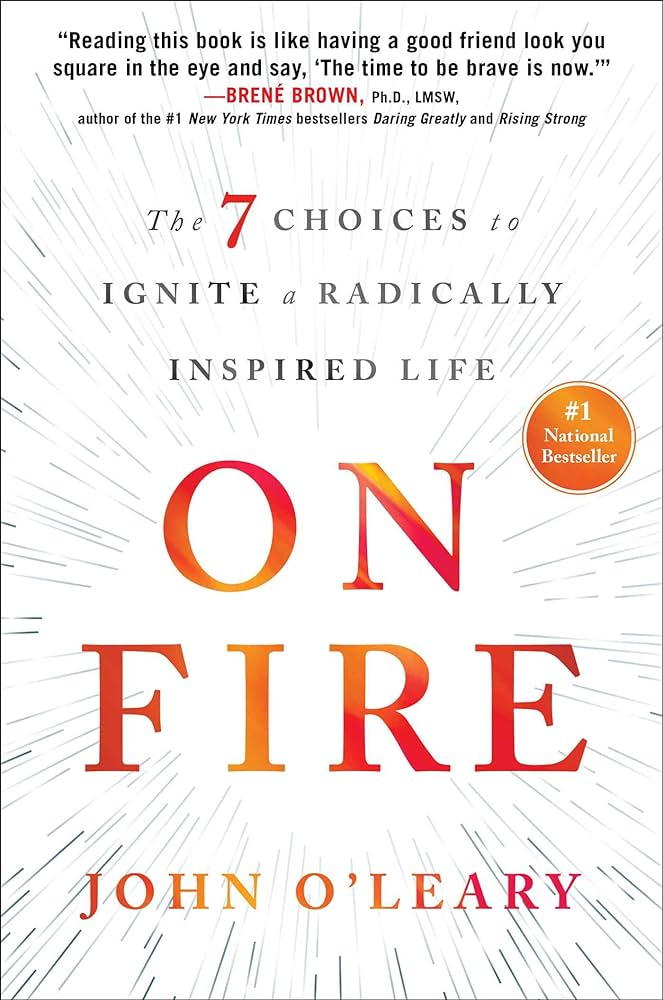 “Reading this book is like having a good friend look you
square in the eye and say, ‘The time to be brave is now.’”
—BRENÉ BROWN, Ph.D., LMSW,
author of the #1 New York Times bestsellers Daring Greatly and Rising Strong
The 7 CHOICES to
IGNITE a RADICALLY
INSPIRED LIFE
#1
National
Bestseller
ON
FIRE
JOHN O’LEARY